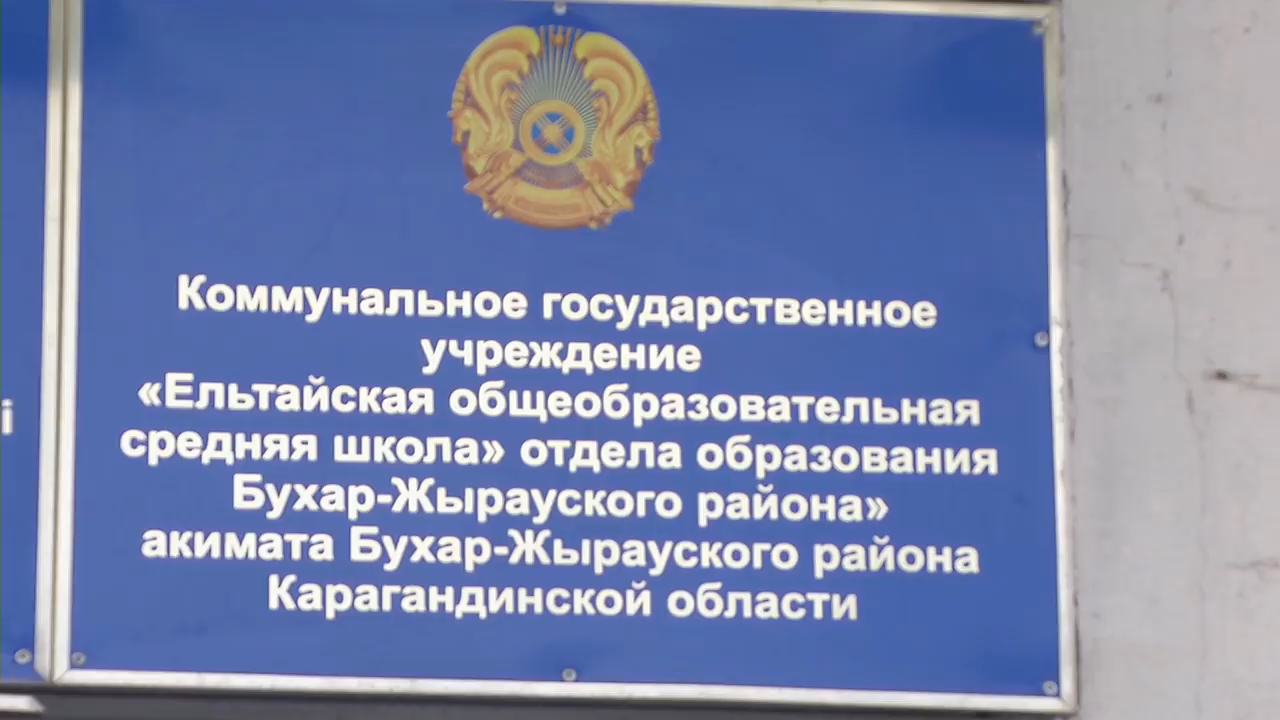 Коммунальное государственное
учреждение
«Ельтайская общеобразовательная
средняя школа» отдела образования
Бухар-Жырауского района»
акимата Бухар-Жырауского района
Карагандинской области
і